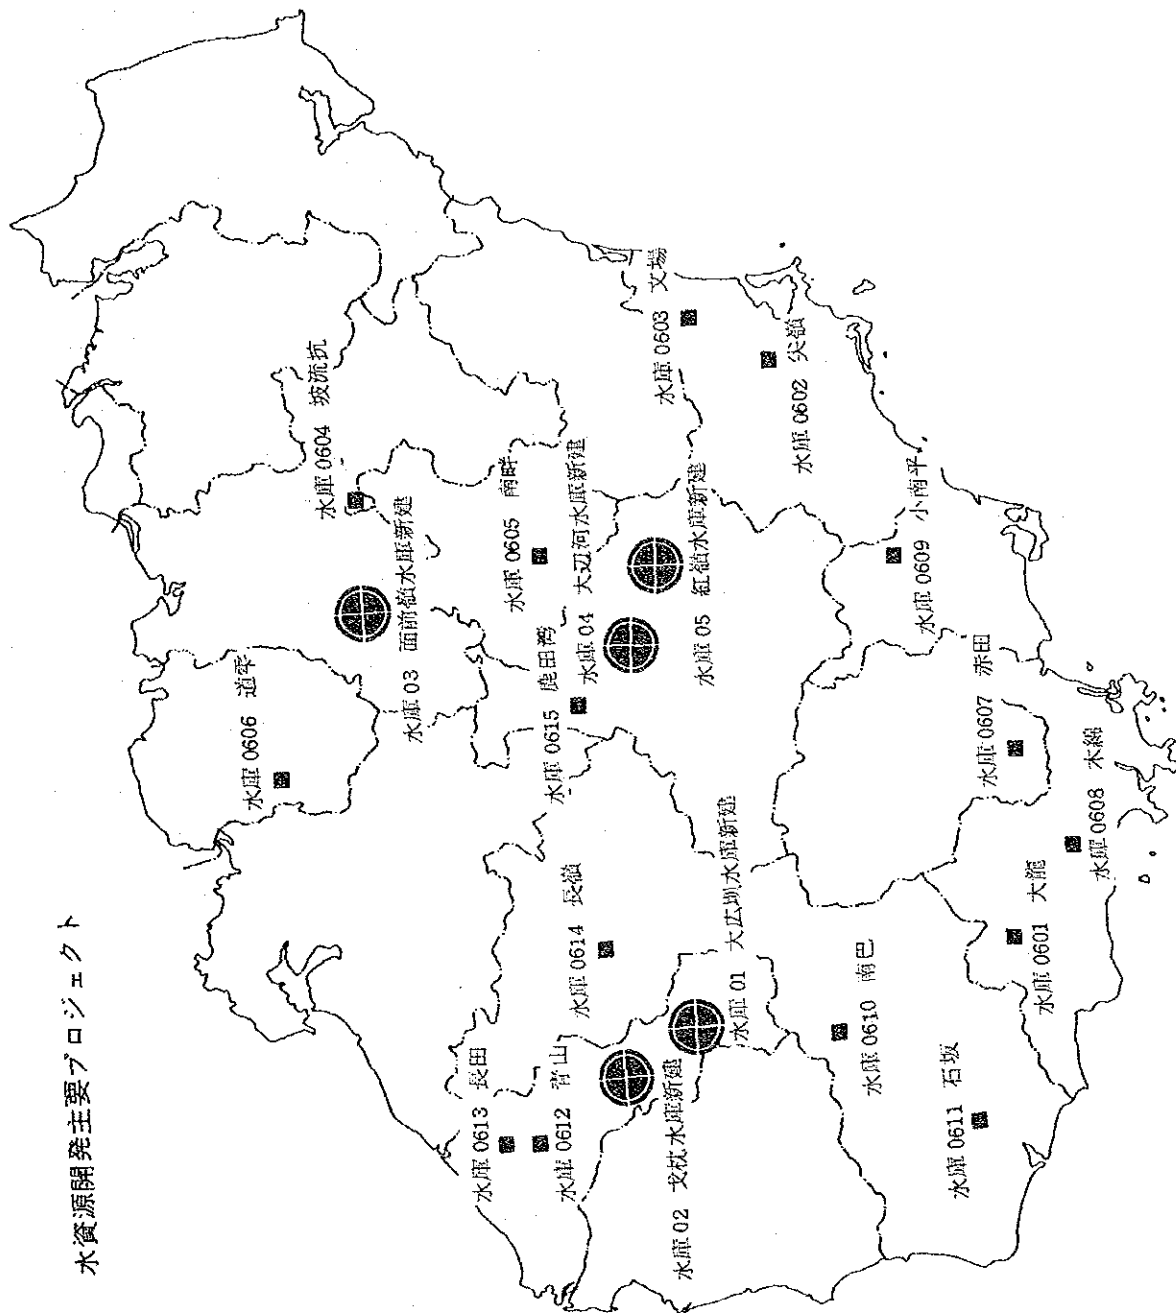 水資源開発主要プロジェクト
水庫 0606 道霏
水庫 0604 坡流抗
水庫 03 面前嶺水庫新建
水庫 0605 南畔
水庫 0615 鹿田湾
水庫 04 大辺河水庫新建
水庫 0603 文場
水庫 05 紅嶺水庫新建
水庫 0602 尖嶺
水庫 0613 長田
水庫 0612 青山
水庫 0614 長嶺
水庫 02 戈枕水庫新建
水庫 01 大広坝水庫新建
水庫 0610 南巴
水庫 0609 小南平
水庫 0607 赤田
水庫 0611 石坂
水庫 0601 大龍
水庫 0608 木綿